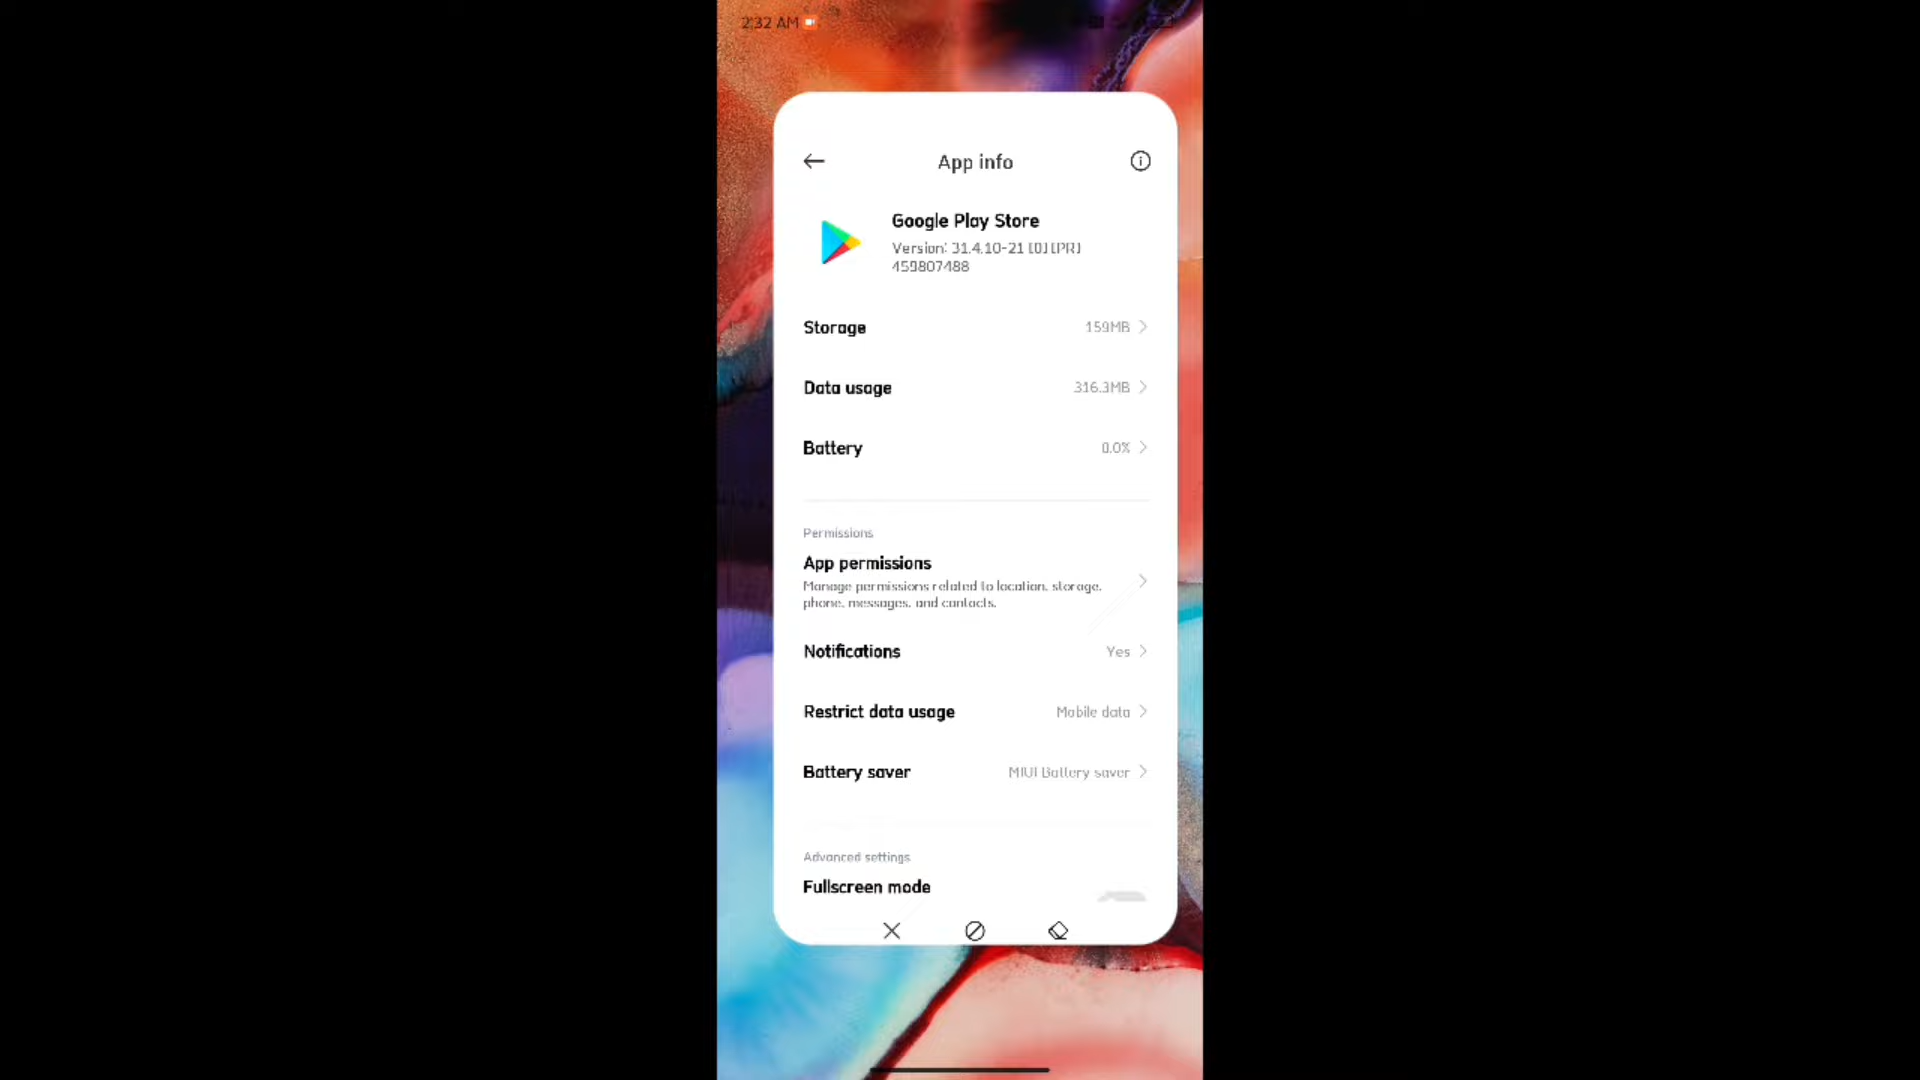 2:32 AM
App info
Google Play Store
Version: 31.4.10-21 [0] [PR]
459807488
Storage 159MB
Data usage 316.3MB
Battery 0.0%
Permissions
App permissions
Manage permissions related to location, storage,
phone, messages, and contacts.
Notifications Yes
Restrict data usage Mobile data
Battery saver MIUI Battery saver
Advanced settings
Fullscreen mode